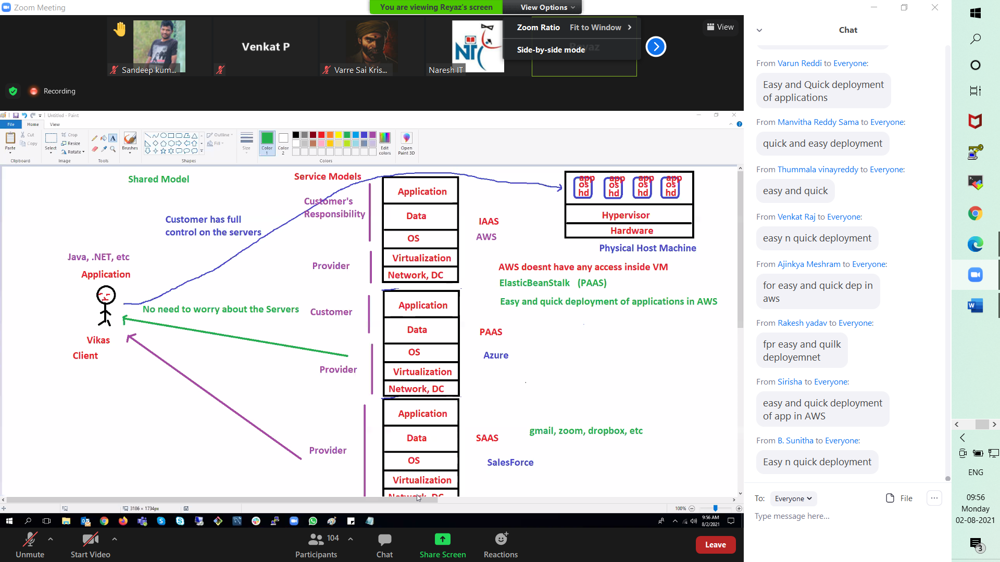 Zoom Meeting
You are viewing Reyaz's screen
View Options
Zoom Ratio Fit to Window
Side-by-side mode
View
Sandeep kum...
Venkat P
Varre Sai Kris...
Naresh IT
Reyaz
Recording
Untitled - Paint
File
Home
View
Paste
Cut
Copy
Clipboard
Select
Crop
Resize
Rotate
Image
Tools
Brushes
Shapes
Outline
Fill
Size
Color 1
Color 2
Edit colors
Open Paint 3D
Colors
Shared Model
Service Models
Customer's
Responsibility
Customer has full
control on the servers
Java, .NET, etc
Application
Vikas
Client
No need to worry about the Servers
Provider
Customer
Provider
Provider
Application
Data
OS
Virtualization
Network, DC
Application
Data
OS
Virtualization
Network, DC
Application
Data
OS
Virtualization
Network, DC
IAAS
AWS
PAAS
Azure
SAAS
SalesForce
gmail, zoom, dropbox, etc
app app app app
os os os os
hd hd hd hd
Hypervisor
Hardware
Physical Host Machine
AWS doesnt have any access inside VM
ElasticBeanStalk (PAAS)
Easy and quick deployment of applications in AWS
3186 × 1734px
100%
9:56 AM
8/2/2021
Unmute
Start Video
Participants
104
Chat
Share Screen
Reactions
Leave
Chat
From Varun Reddi to Everyone:
Easy and Quick deployment
of applications
From Manvitha Reddy Sama to Everyone:
quick and easy deployment
From Thummala vinayreddy to Everyone:
easy and quick
From Venkat Raj to Everyone:
easy n quick deployment
From Ajinkya Meshram to Everyone:
for easy and quick dep in
aws
From Rakesh yadav to Everyone:
fpr easy and quilk
deployemnet
From Sirisha to Everyone:
easy and quick deployment
of app in AWS
From B. Sunitha to Everyone:
Easy n quick deployment
To: Everyone
File
Type message here...
ENG
09:56
Monday
02-08-2021
3